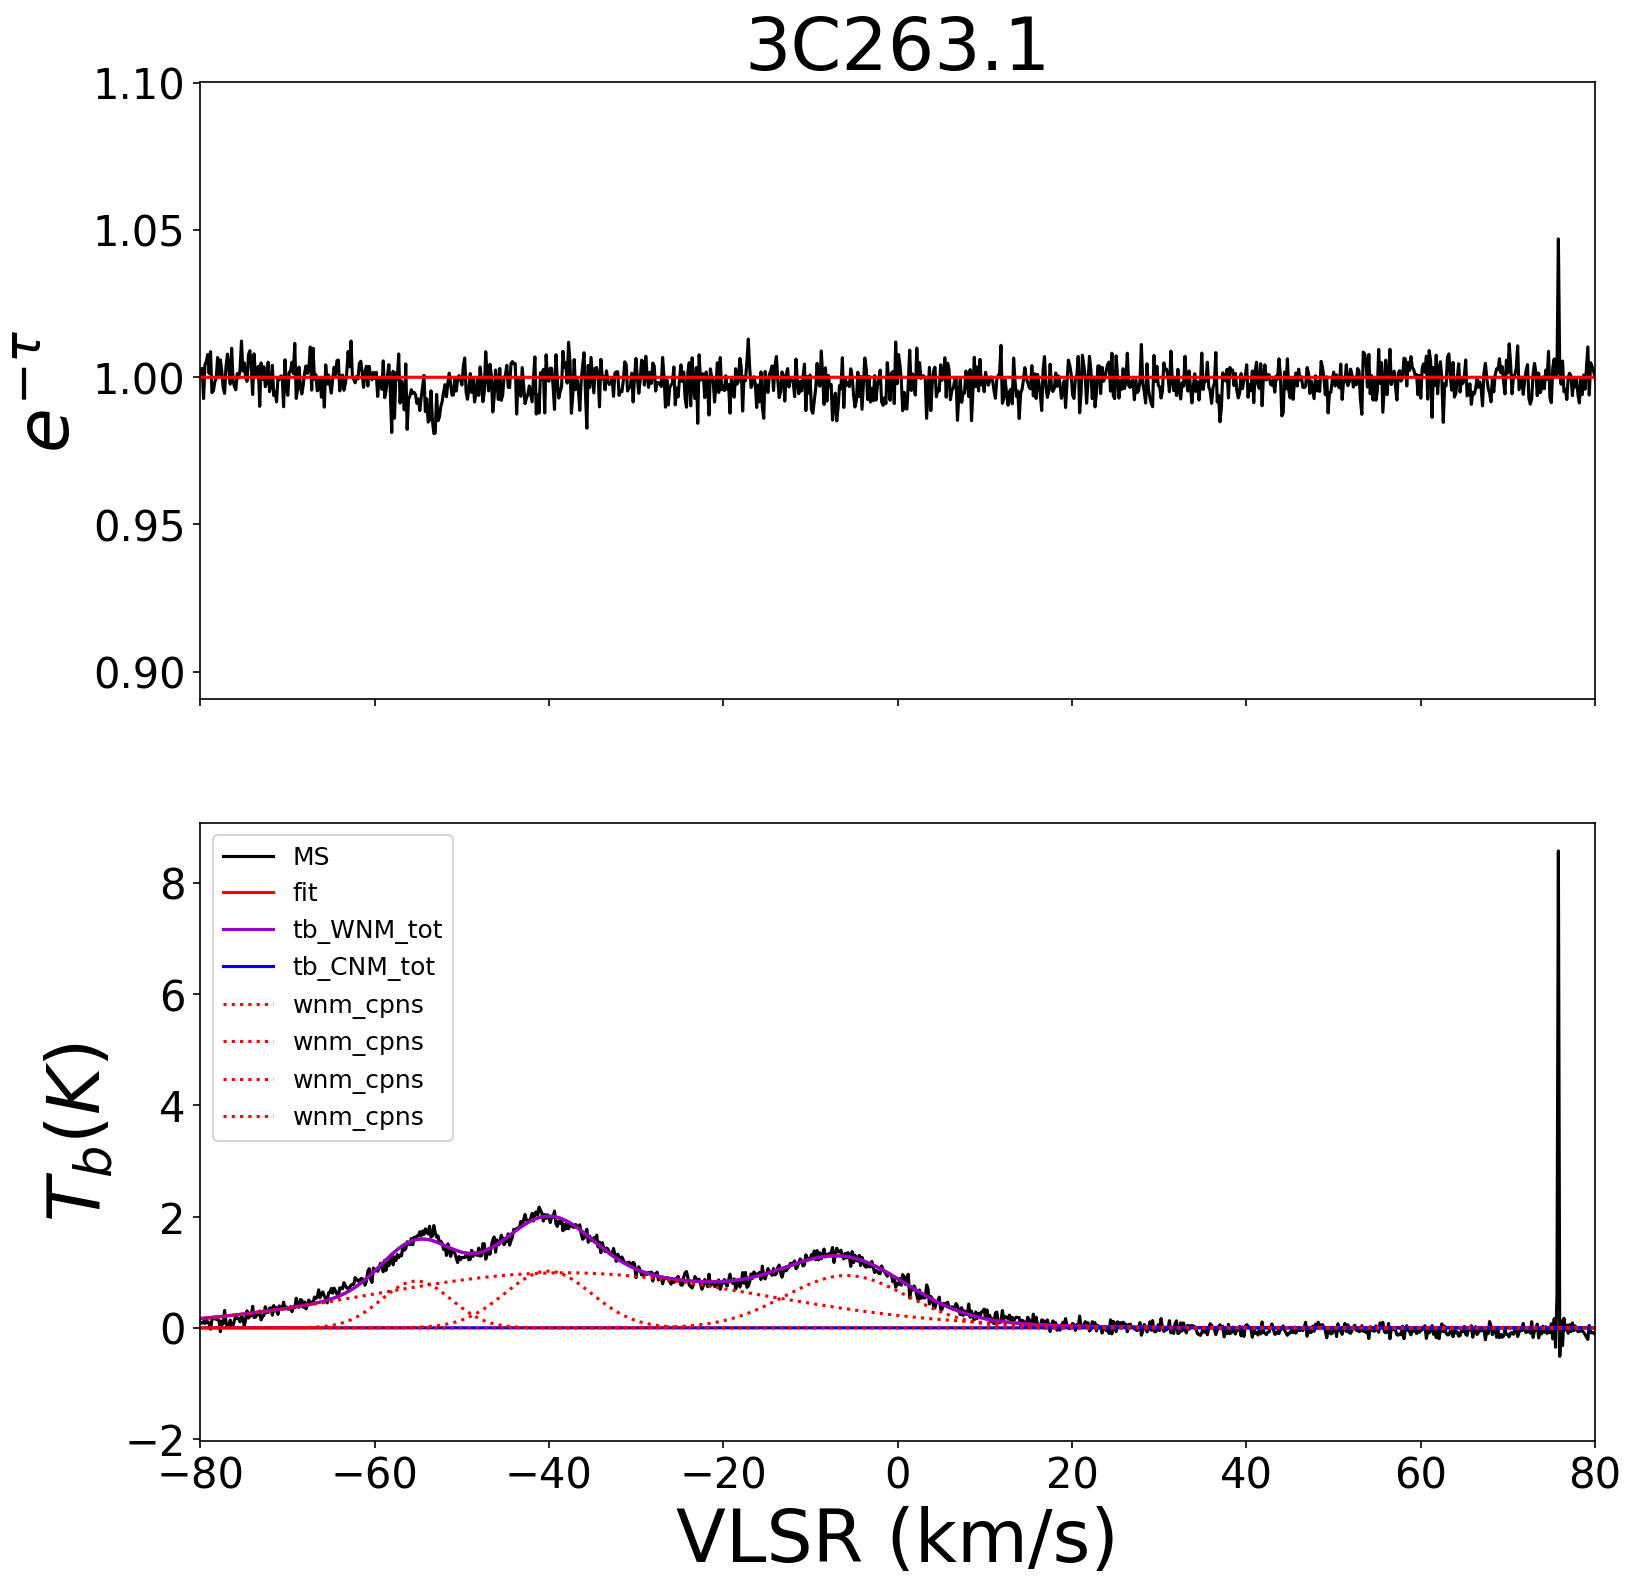 3C263.1
1.10
1.05
1.00
0.95
0.90
e^{-τ}
MS
fit
tb_WNM_tot
tb_CNM_tot
wnm_cpns
wnm_cpns
wnm_cpns
wnm_cpns
8
6
4
2
0
−2
T_b(K)
−80 −60 −40 −20 0 20 40 60 80
VLSR (km/s)